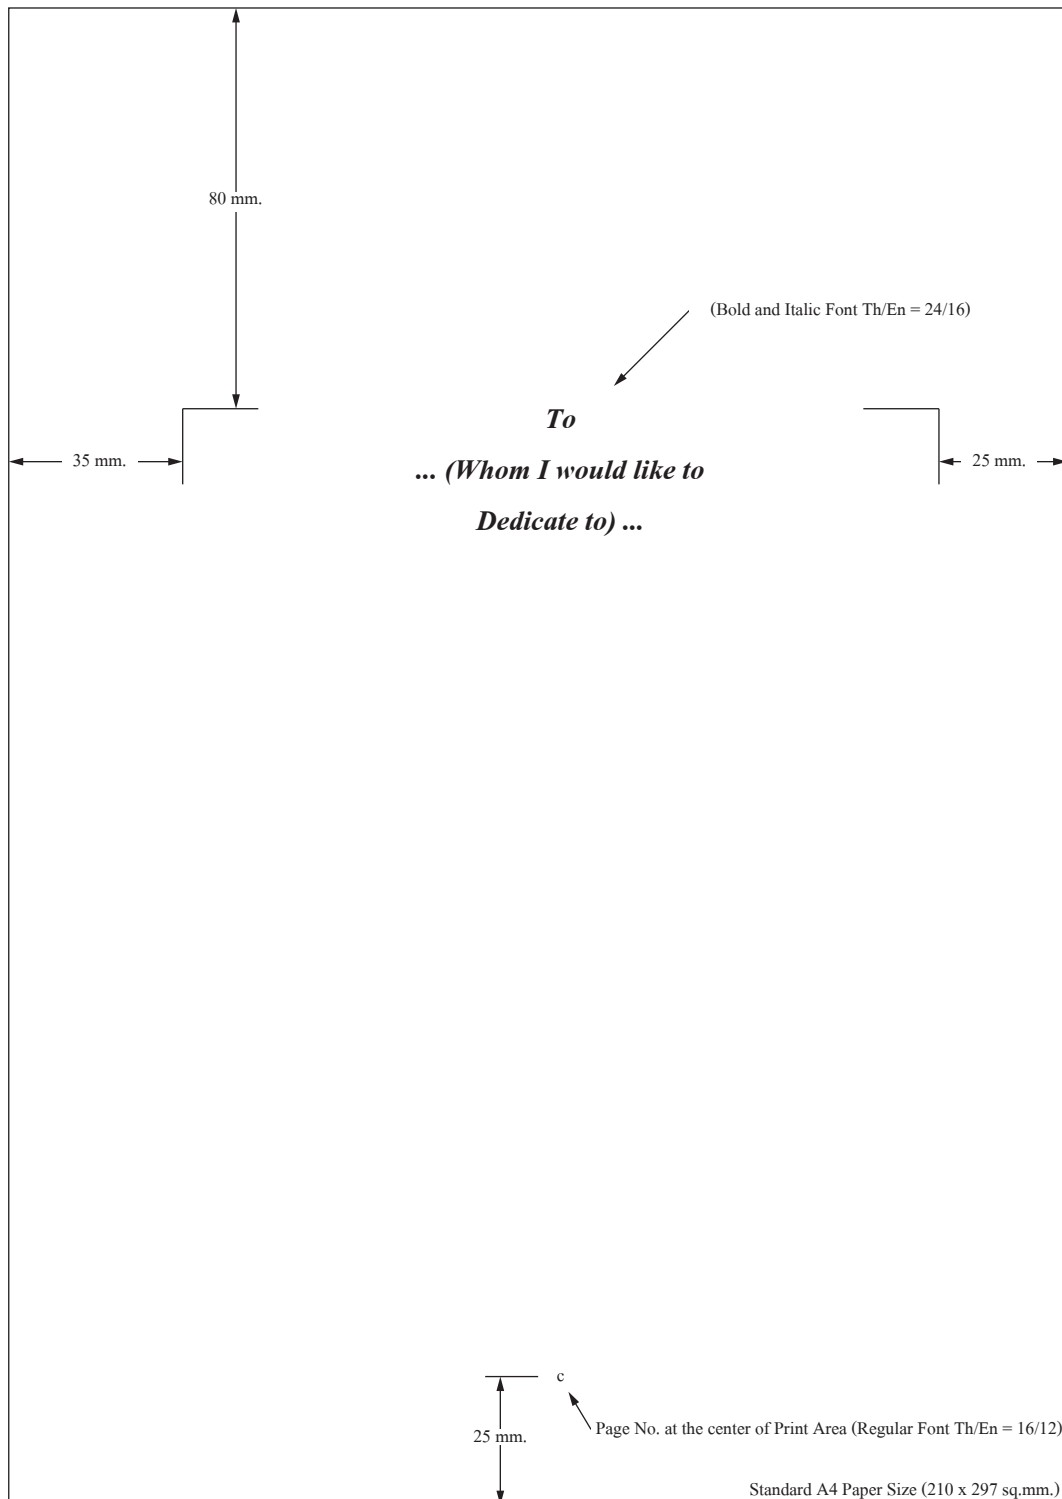 80 mm.
(Bold and Italic Font Th/En = 24/16)
To
35 mm.
... (Whom I would like to
25 mm.
Dedicate to) ...
c
Page No. at the center of Print Area (Regular Font Th/En = 16/12)
25 mm.
Standard A4 Paper Size (210 x 297 sq.mm.)